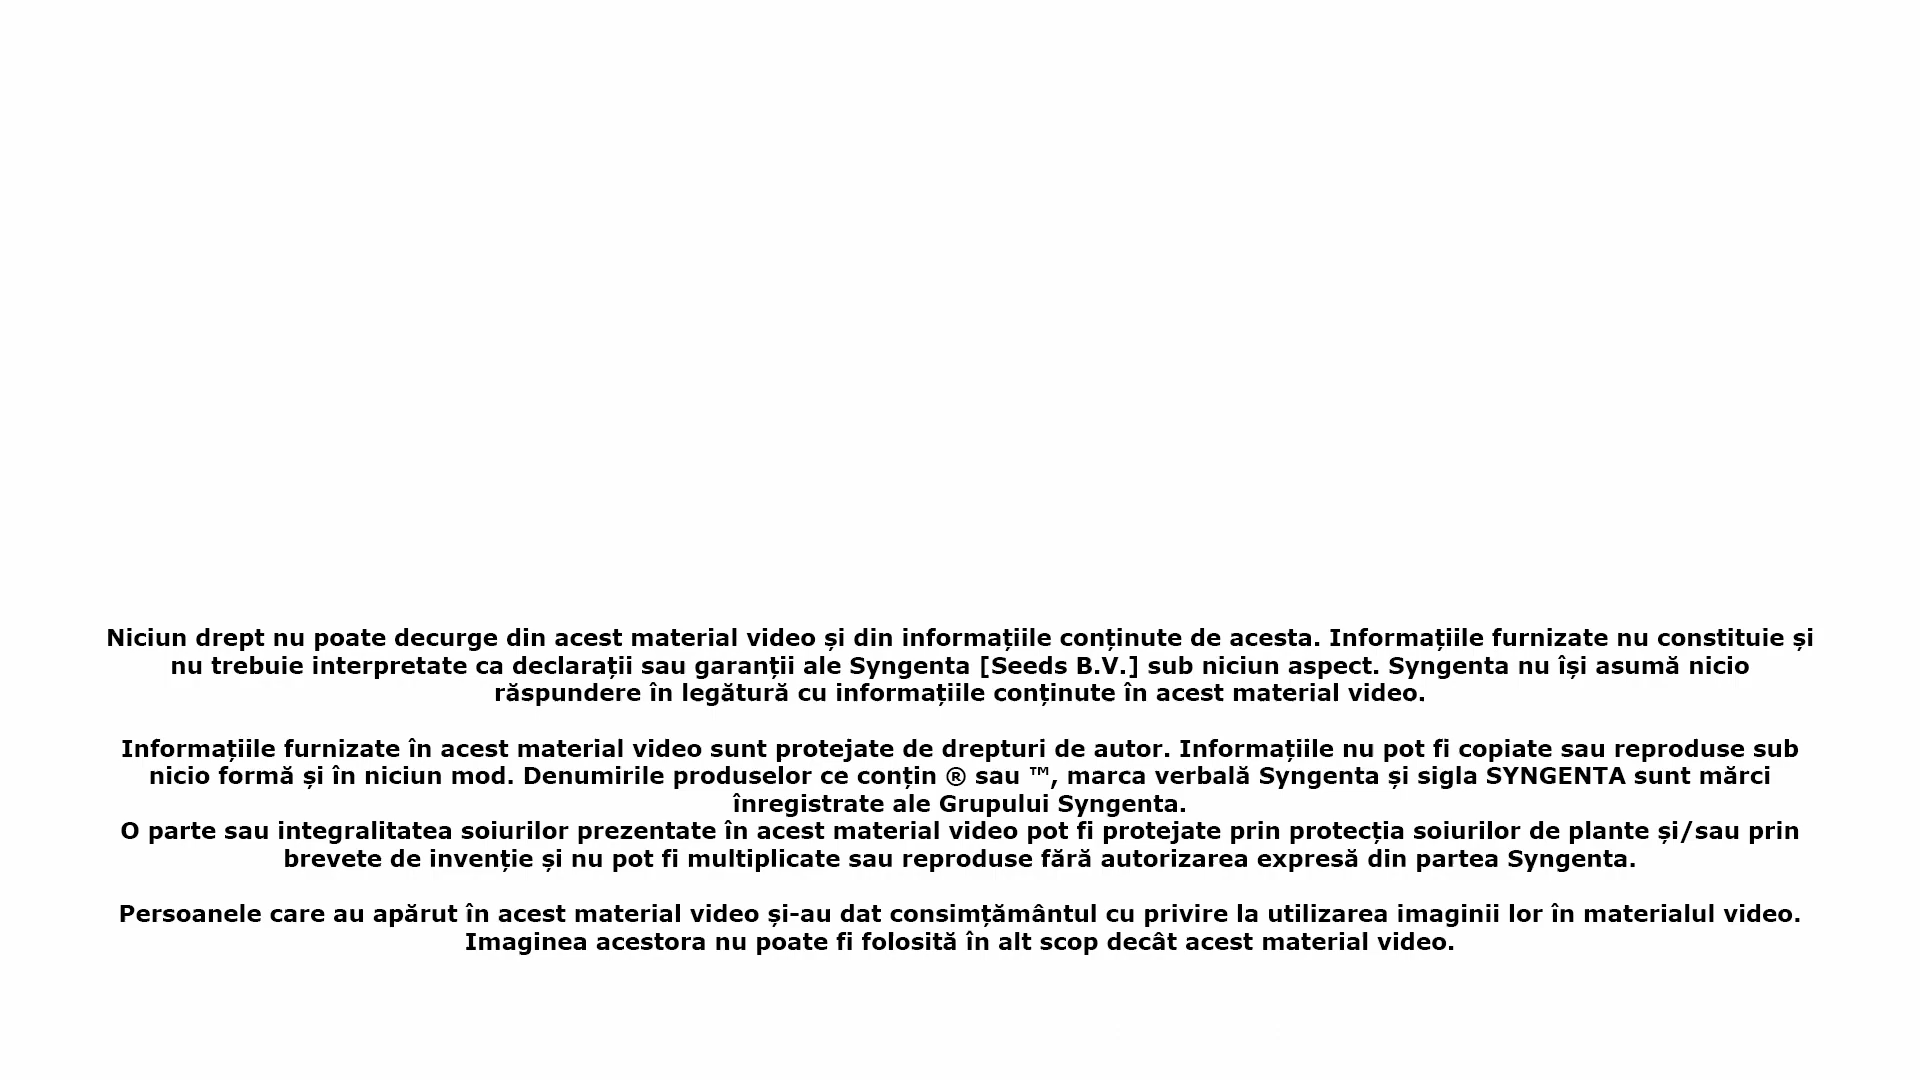 Niciun drept nu poate decurge din acest material video și din informațiile conținute de acesta. Informațiile furnizate nu constituie și
nu trebuie interpretate ca declarații sau garanții ale Syngenta [Seeds B.V.] sub niciun aspect. Syngenta nu își asumă nicio
răspundere în legătură cu informațiile conținute în acest material video.
Informațiile furnizate în acest material video sunt protejate de drepturi de autor. Informațiile nu pot fi copiate sau reproduse sub
nicio formă și în niciun mod. Denumirile produselor ce conțin ® sau ™, marca verbală Syngenta și sigla SYNGENTA sunt mărci
înregistrate ale Grupului Syngenta.
O parte sau integralitatea soiurilor prezentate în acest material video pot fi protejate prin protecția soiurilor de plante și/sau prin
brevete de invenție și nu pot fi multiplicate sau reproduse fără autorizarea expresă din partea Syngenta.
Persoanele care au apărut în acest material video și-au dat consimțământul cu privire la utilizarea imaginii lor în materialul video.
Imaginea acestora nu poate fi folosită în alt scop decât acest material video.